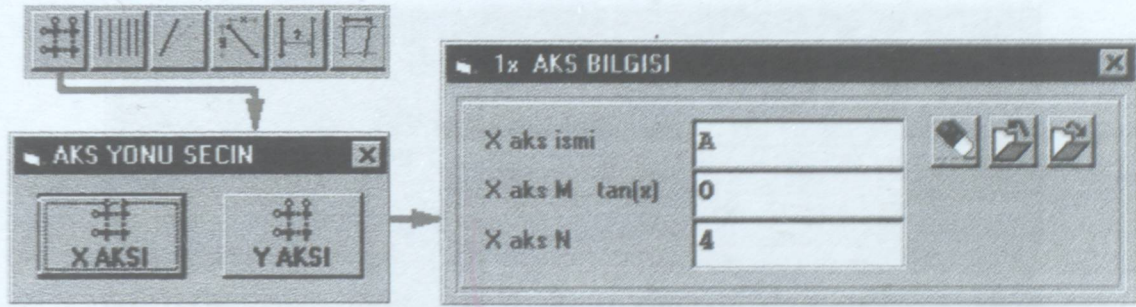 ?
AKS YONU SECIN
X AKSI
Y AKSI
1x AKS BILGISI
X aks ismi A
X aks M tan(x) 0
X aks N 4